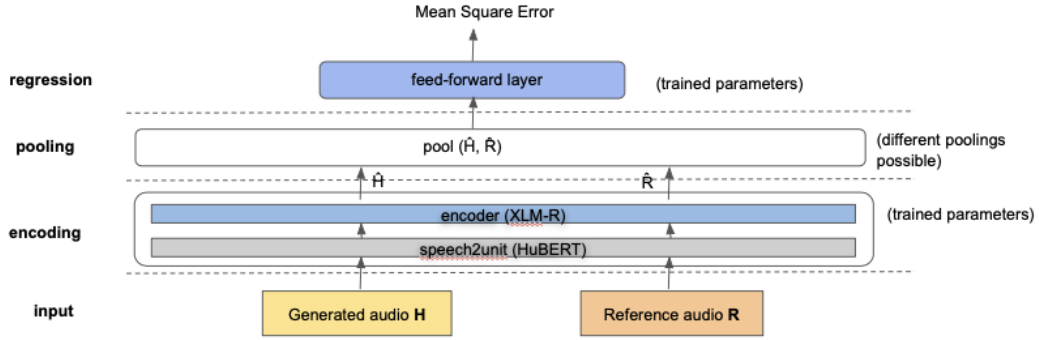 Mean Square Error
regression
feed-forward layer
(trained parameters)
pooling
pool (Ĥ, R̂)
(different poolings
possible)
Ĥ
R̂
encoding
encoder (XLM-R)
(trained parameters)
speech2unit (HuBERT)
input
Generated audio H
Reference audio R